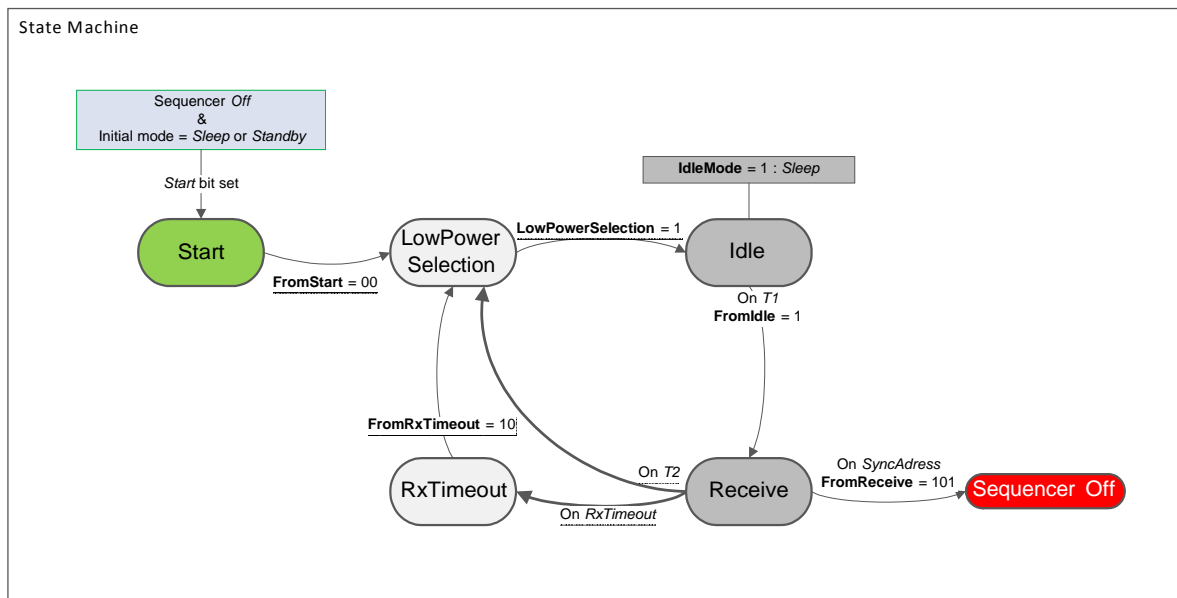 State Machine
Sequencer Off
&
Initial mode = Sleep or Standby
Start bit set
IdleMode = 1 : Sleep
Start
LowPower
Selection
LowPowerSelection = 1
Idle
FromStart = 00
On T1
FromIdle = 1
FromRxTimeout = 10
On T2
RxTimeout
On RxTimeout
Receive
On SyncAdress
FromReceive = 101
Sequencer Off